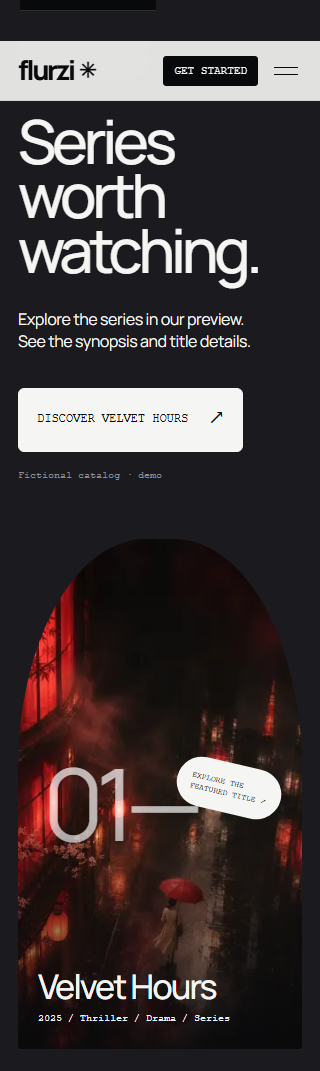 flurzi
GET STARTED
Series
worth
watching.
Explore the series in our preview.
See the synopsis and title details.
DISCOVER VELVET HOURS ↗
Fictional catalog · demo
01—
EXPLORE THE
FEATURED TITLE ↗
Velvet Hours
2025 / Thriller / Drama / Series